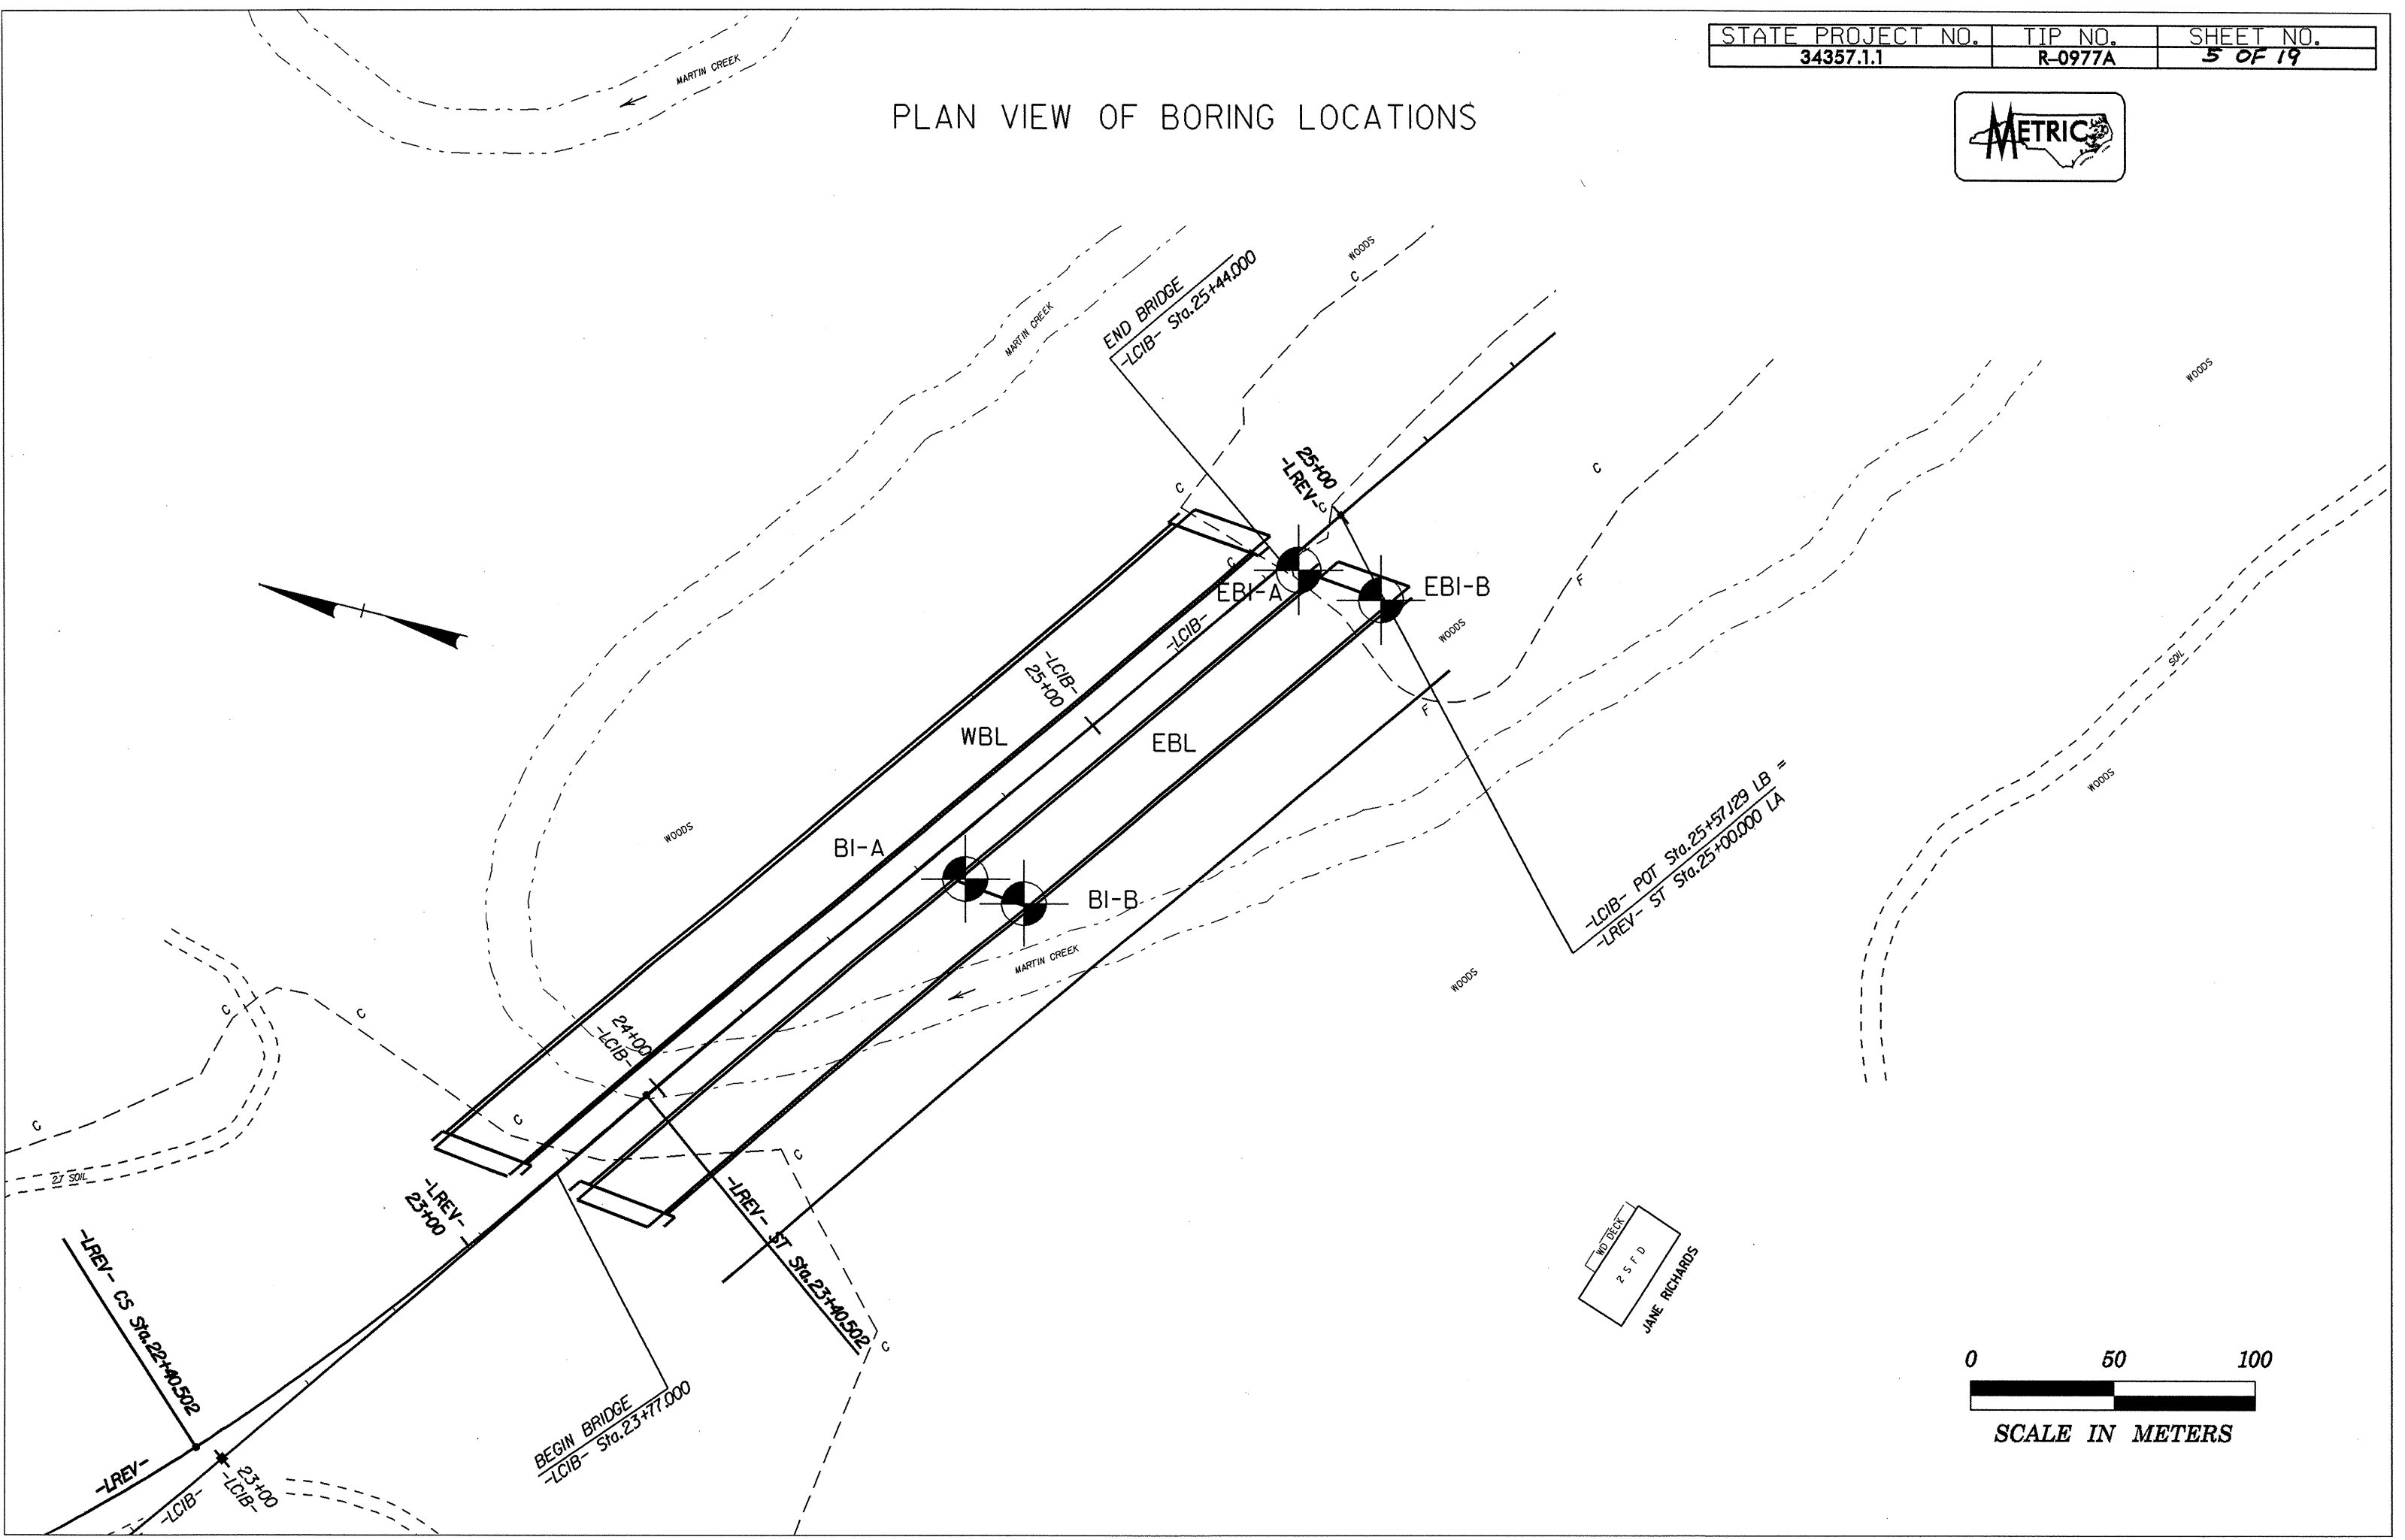 STATE PROJECT NO. TIP NO. SHEET NO.
34357.1.1 R-0977A 5 OF 19
METRIC
PLAN VIEW OF BORING LOCATIONS
MARTIN CREEK
WOODS
C
END BRIDGE
-LCIB- Sta. 25+44.000
MARTIN CREEK
WOODS
25+00
-LREV-
C
C
C
C
EBI-A
EBI-B
F
WOODS
-LCIB-
-LCIB-
25+00
SOIL
F
WBL
EBL
WOODS
-LCIB- POT Sta. 25+57.129 LB =
-LREV- ST Sta. 25+00.000 LA
WOODS
BI-A
BI-B
MARTIN CREEK
WOODS
C
C
24+00
-LCIB-
C
C
C
2J SOIL
-LREV-
23+00
-LREV- ST Sta. 23+40.502
C
-LREV- CS Sta. 22+40.502
WD DECK
2 S F D
JANE RICHARDS
BEGIN BRIDGE
-LCIB- Sta. 23+77.000
-LREV-
-LCIB-
23+00
-LCIB-
0 50 100
SCALE IN METERS